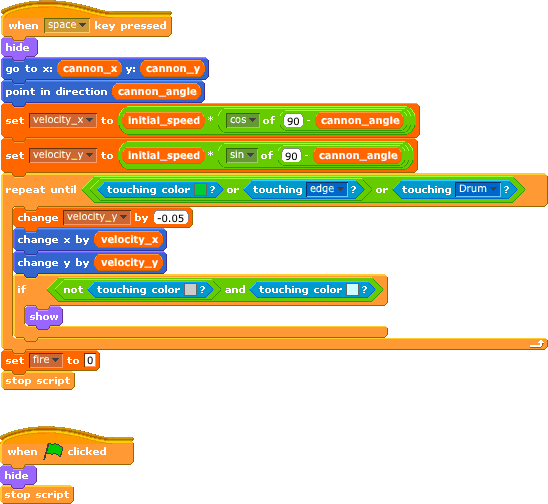 when space key pressed
hide
go to x: cannon_x y: cannon_y
point in direction cannon_angle
set velocity_x to initial_speed * cos of 90 - cannon_angle
set velocity_y to initial_speed * sin of 90 - cannon_angle
repeat until touching color ? or touching edge ? or touching Drum ?
change velocity_y by -0.05
change x by velocity_x
change y by velocity_y
if not touching color ? and touching color ?
show
set fire to 0
stop script
when clicked
hide
stop script